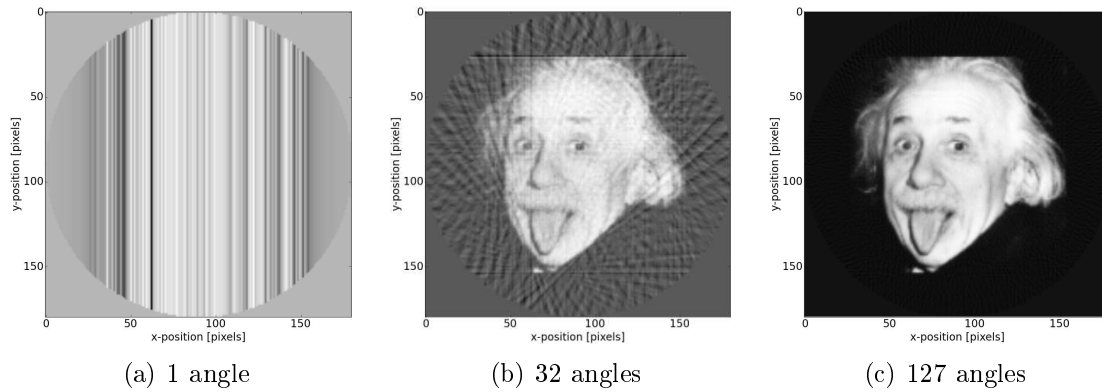 0
50
100
150
y-position [pixels]
0 50 100 150
x-position [pixels]
(a) 1 angle
0
50
100
150
y-position [pixels]
0 50 100 150
x-position [pixels]
(b) 32 angles
0
50
100
150
y-position [pixels]
0 50 100 150
x-position [pixels]
(c) 127 angles